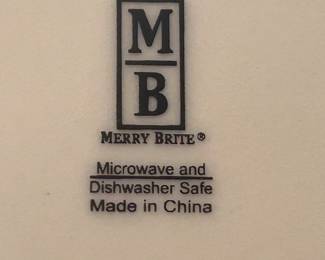 M
B
MERRY BRITE®
Microwave and
Dishwasher Safe
Made in China